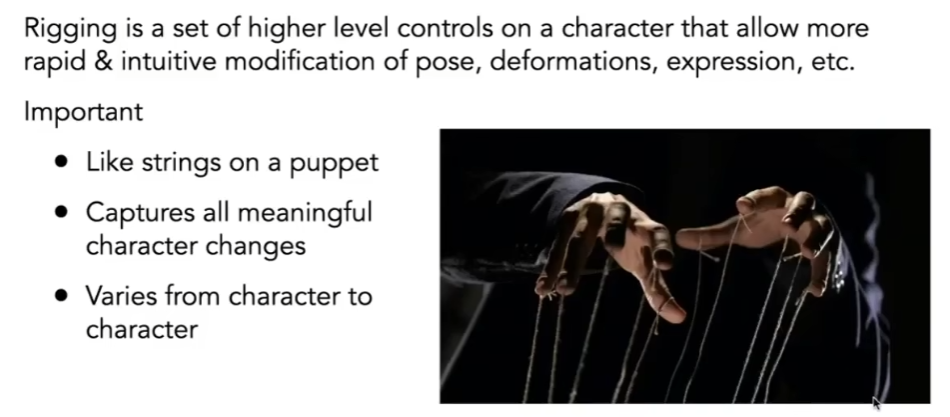 Rigging is a set of higher level controls on a character that allow more
rapid & intuitive modification of pose, deformations, expression, etc.
Important
● Like strings on a puppet
● Captures all meaningful
character changes
● Varies from character to
character